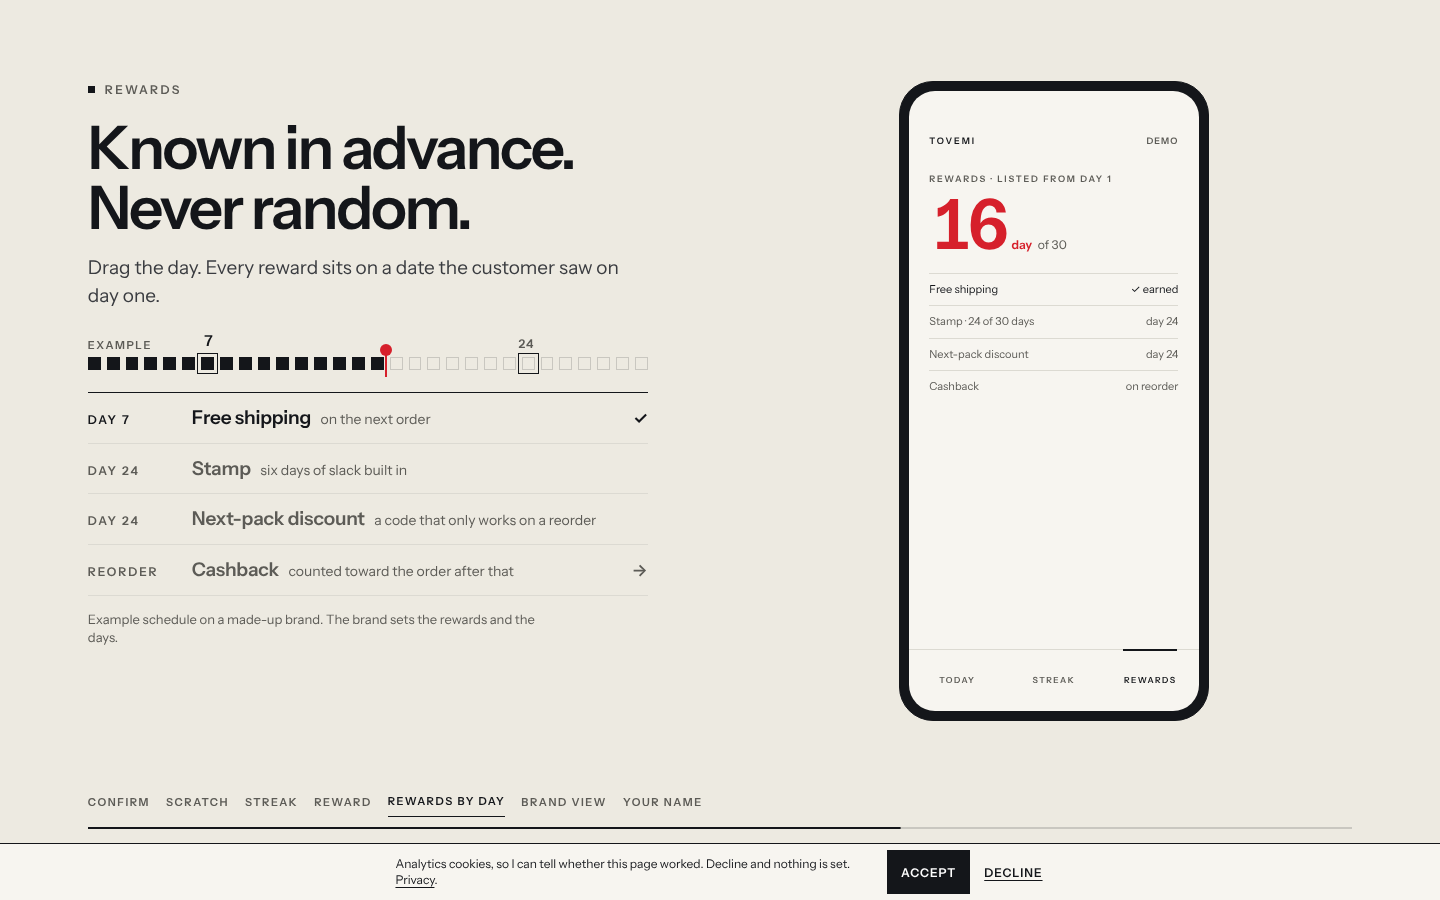 REWARDS
Known in advance.
Never random.
Drag the day. Every reward sits on a date the customer saw on
day one.
EXAMPLE 7 24
DAY 7 Free shipping on the next order ✓
DAY 24 Stamp six days of slack built in
DAY 24 Next-pack discount a code that only works on a reorder
REORDER Cashback counted toward the order after that →
Example schedule on a made-up brand. The brand sets the rewards and the
days.
TOVEMI DEMO
REWARDS · LISTED FROM DAY 1
16 day of 30
Free shipping ✓ earned
Stamp · 24 of 30 days day 24
Next-pack discount day 24
Cashback on reorder
TODAY STREAK REWARDS
CONFIRM SCRATCH STREAK REWARD REWARDS BY DAY BRAND VIEW YOUR NAME
Analytics cookies, so I can tell whether this page worked. Decline and nothing is set.
Privacy.
ACCEPT DECLINE